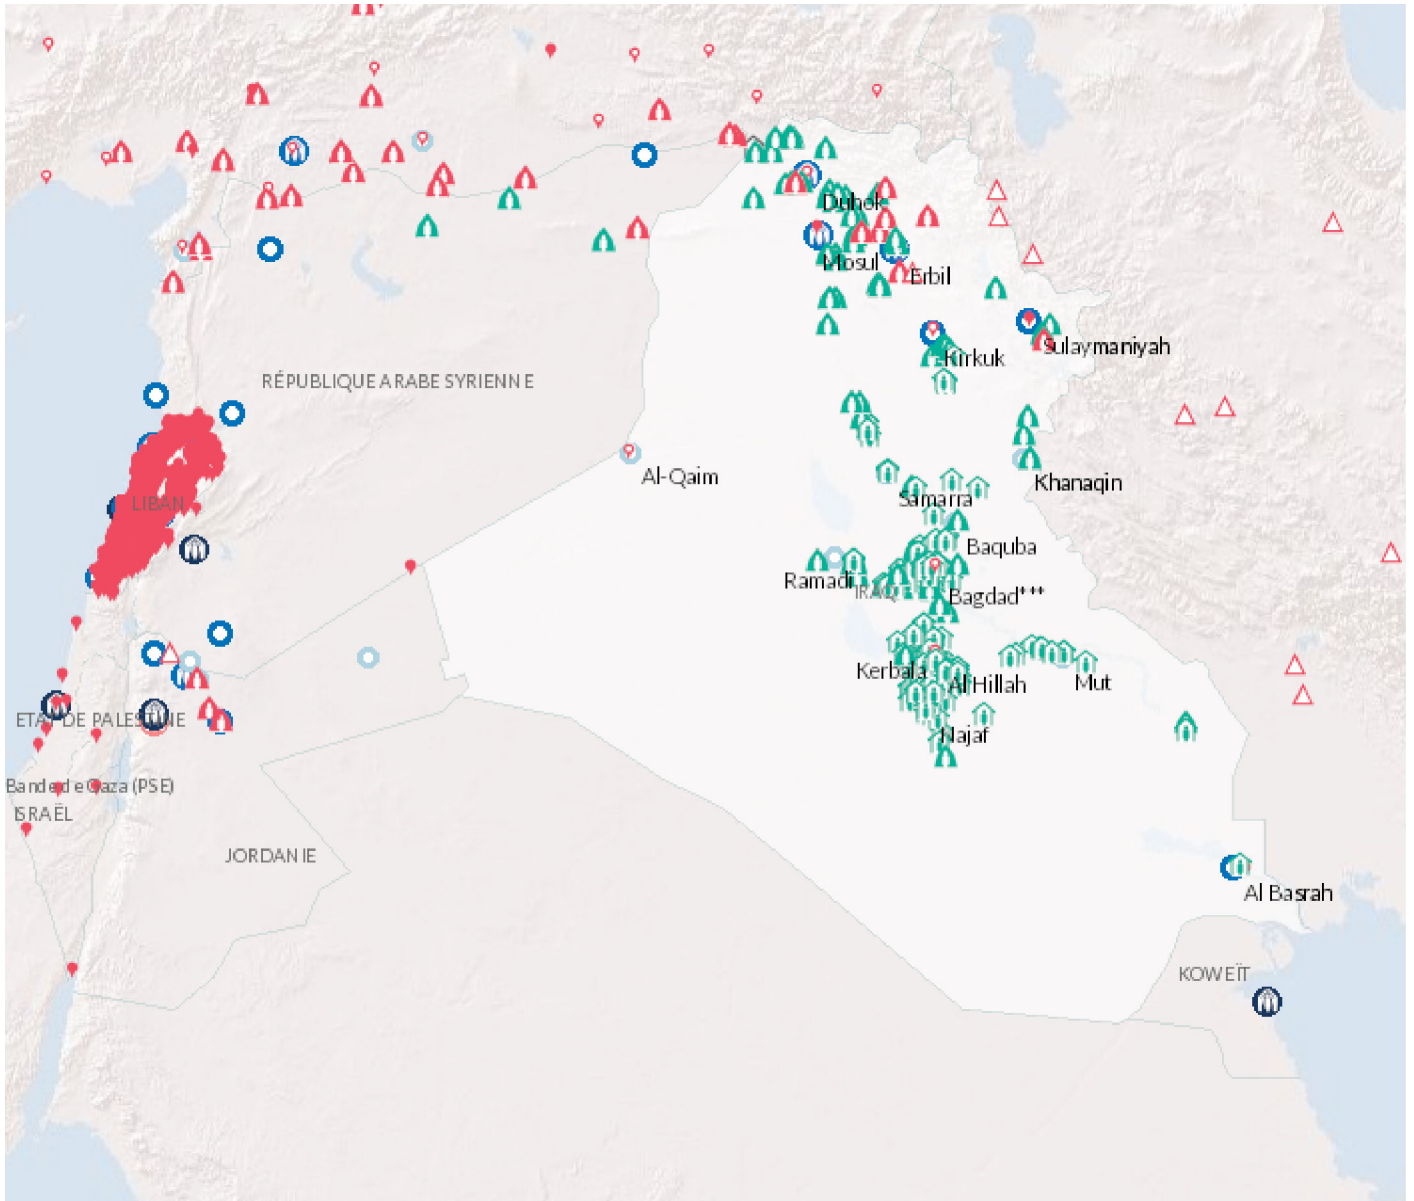 Duhok
Mosul
Erbil
Kirkuk
Sulaymaniyah
RÉPUBLIQUE ARABE SYRIENNE
Al-Qaim
Khanaqin
Samarra
LIBAN
Baquba
Ramadi
IRAQ
Bagdad***
Kerbala
Al Hillah
Mut
ETAT DE PALESTINE
Najaf
Bande de Gaza (PSE)
ISRAËL
JORDANIE
Al Basrah
KOWEÏT